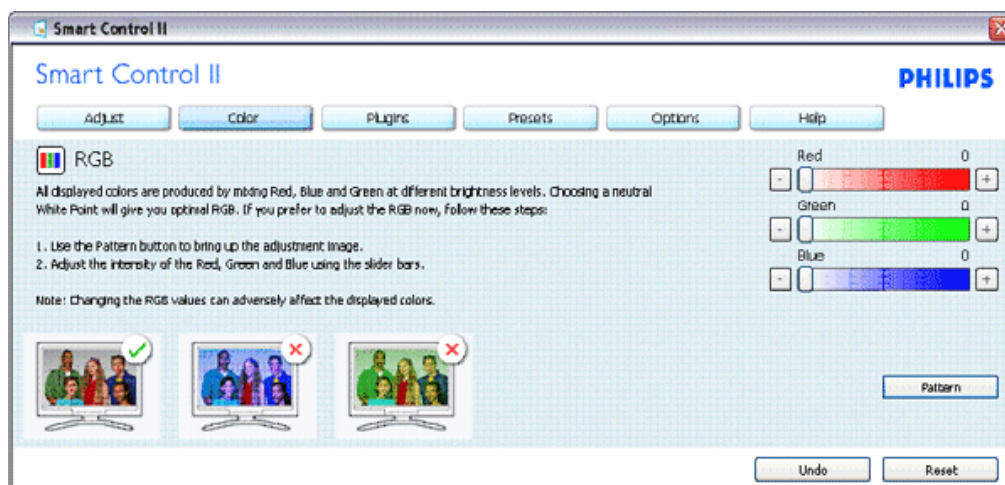 Smart Control II
Smart Control II
PHILIPS
Adjust Color Plugins Presets Options Help
RGB
All displayed colors are produced by mixing Red, Blue and Green at different brightness levels. Choosing a neutral
White Point will give you optimal RGB. If you prefer to adjust the RGB now, follow these steps:
1. Use the Pattern button to bring up the adjustment image.
2. Adjust the intensity of the Red, Green and Blue using the slider bars.
Note: Changing the RGB values can adversely affect the displayed colors.
Red 0
- +
Green 0
- +
Blue 0
- +
Pattern
Undo Reset